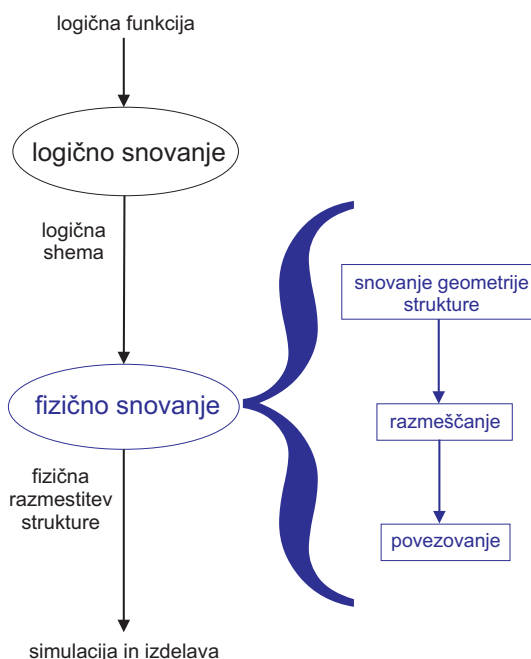 logična funkcija
logično snovanje
logična
shema
fizično snovanje
fizična
razmestitev
strukture
simulacija in izdelava
snovanje geometrije
strukture
razmeščanje
povezovanje